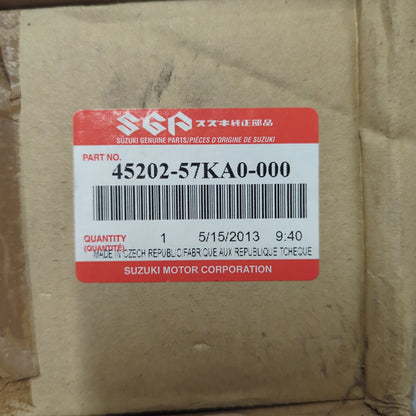 SGP スズキ純正部品
SUZUKI GENUINE PARTS/PIÈCES D'ORIGINE DE SUZUKI
PART NO. 45202-57KA0-000
QUANTITY 1 5/15/2013 9:40
(QUANTITÉ)
MADE IN CZECH REPUBLIC/FABRIQUE AUX REPUBLIQUE TCHEQUE
SUZUKI MOTOR CORPORATION